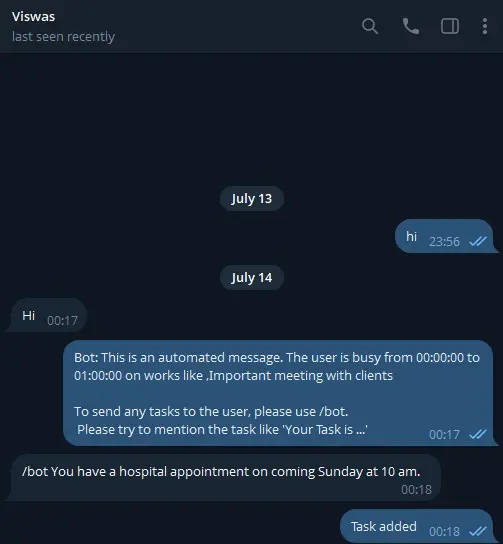 Viswas
last seen recently
July 13
hi 23:56
July 14
Hi 00:17
Bot: This is an automated message. The user is busy from 00:00:00 to
01:00:00 on works like ,Important meeting with clients
To send any tasks to the user, please use /bot.
Please try to mention the task like 'Your Task is ...'
00:17
/bot You have a hospital appointment on coming Sunday at 10 am.
00:18
Task added 00:18